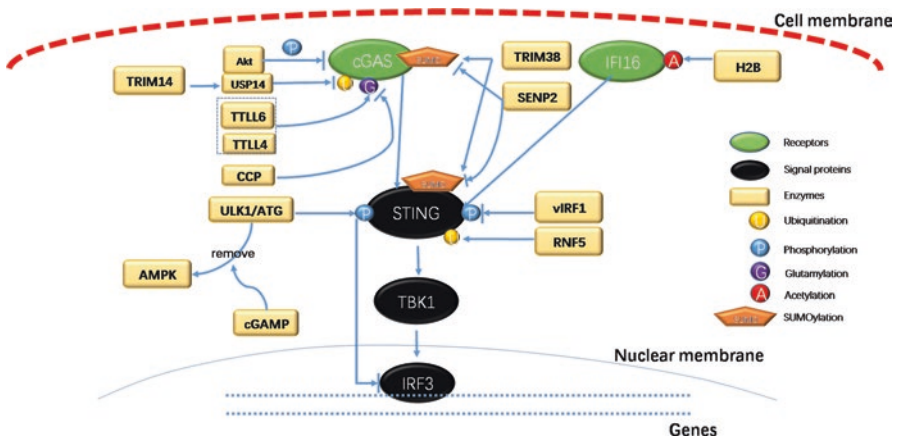 Cell membrane
Akt
P
cGAS
TRIM38
IFI16
A
H2B
TRIM14
USP14
U
G
SENP2
TTLL6
TTLL4
CCP
ULK1/ATG
P
STING
P
vIRF1
U
RNF5
remove
AMPK
cGAMP
TBK1
IRF3
Nuclear membrane
Genes
Receptors
Signal proteins
Enzymes
U
Ubiquitination
P
Phosphorylation
G
Glutamylation
A
Acetylation
SUMOylation